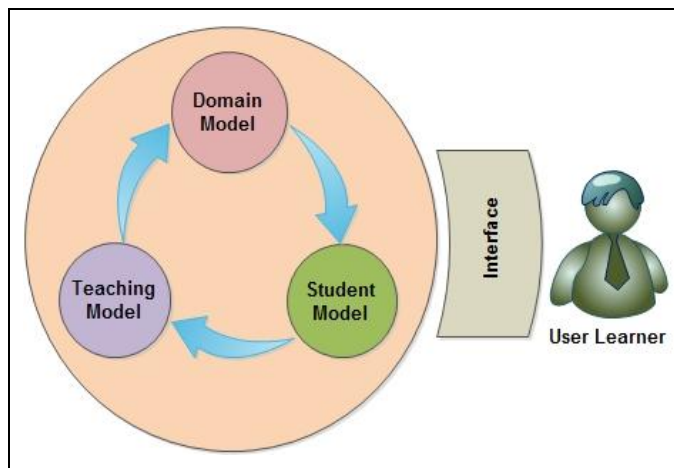 Domain
Model
Teaching
Model
Student
Model
Interface
User Learner